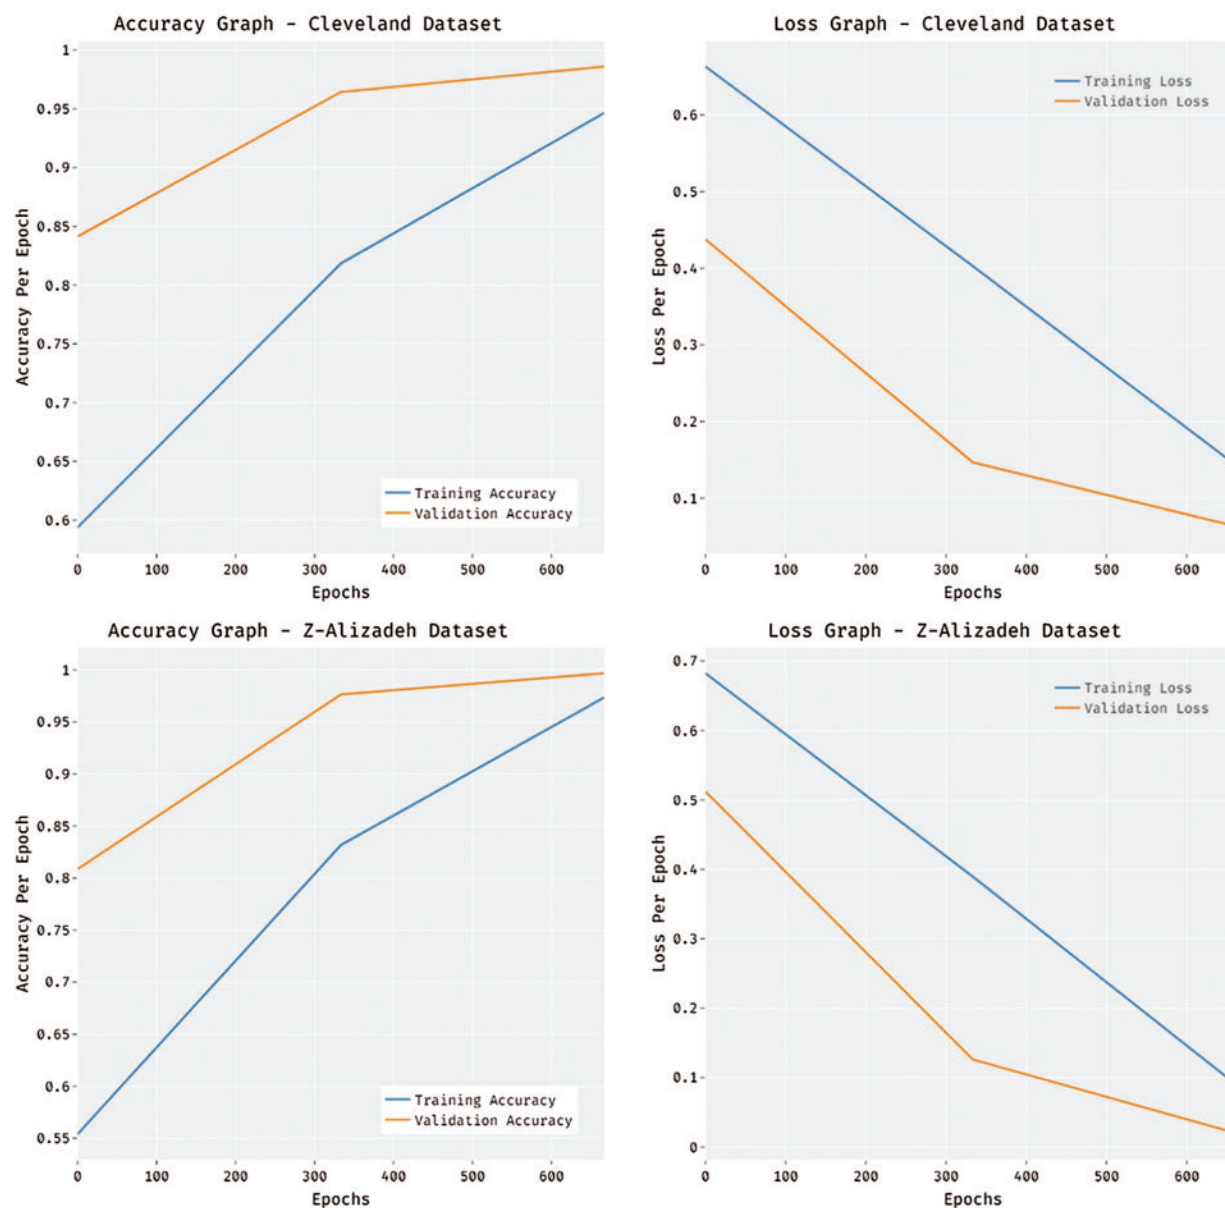 Accuracy Graph - Cleveland Dataset
1
0.95
0.9
0.85
0.8
0.75
0.7
0.65
0.6
Accuracy Per Epoch
Training Accuracy
Validation Accuracy
0 100 200 300 400 500 600
Epochs
Loss Graph - Cleveland Dataset
0.6
0.5
0.4
0.3
0.2
0.1
Loss Per Epoch
Training Loss
Validation Loss
0 100 200 300 400 500 600
Epochs
Accuracy Graph - Z-Alizadeh Dataset
1
0.95
0.9
0.85
0.8
0.75
0.7
0.65
0.6
0.55
Accuracy Per Epoch
Training Accuracy
Validation Accuracy
0 100 200 300 400 500 600
Epochs
Loss Graph - Z-Alizadeh Dataset
0.7
0.6
0.5
0.4
0.3
0.2
0.1
0
Loss Per Epoch
Training Loss
Validation Loss
0 100 200 300 400 500 600
Epochs